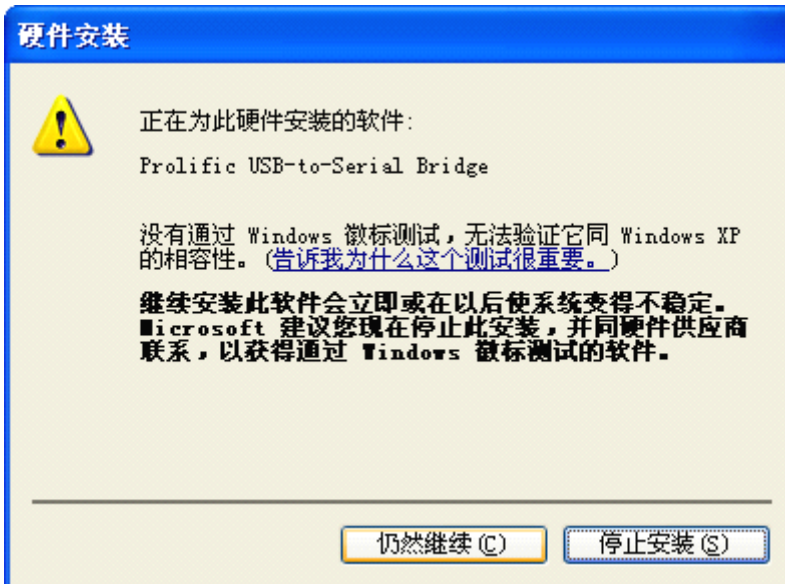 硬件安装
正在为此硬件安装的软件:
Prolific USB-to-Serial Bridge
没有通过 Windows 徽标测试，无法验证它同 Windows XP
的相容性。(告诉我为什么这个测试很重要。)
继续安装此软件会立即或在以后使系统变得不稳定。
Microsoft 建议您现在停止此安装，并同硬件供应商
联系，以获得通过 Windows 徽标测试的软件。
仍然继续(C) 停止安装(S)